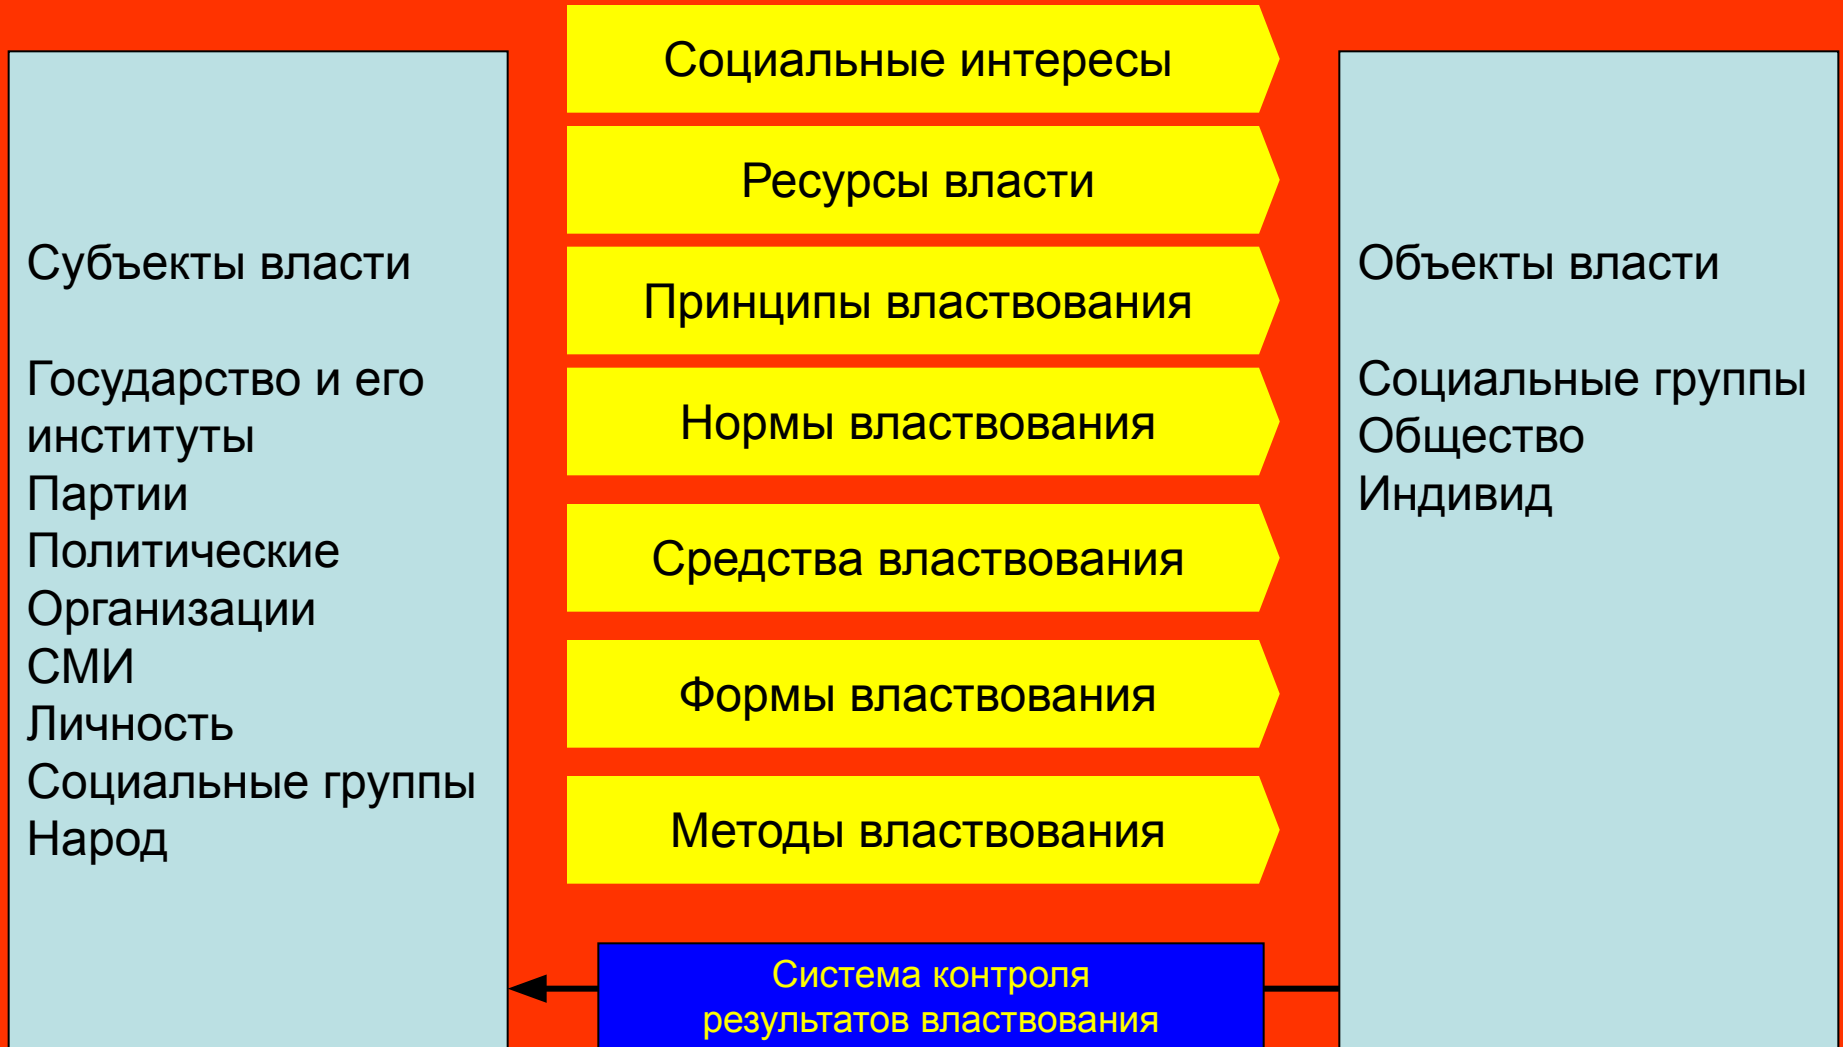 Субъекты власти
Государство и его
институты
Партии
Политические
Организации
СМИ
Личность
Социальные группы
Народ
Социальные интересы
Ресурсы власти
Принципы властвования
Нормы властвования
Средства властвования
Формы властвования
Методы властвования
Система контроля
результатов властвования
Объекты власти
Социальные группы
Общество
Индивид